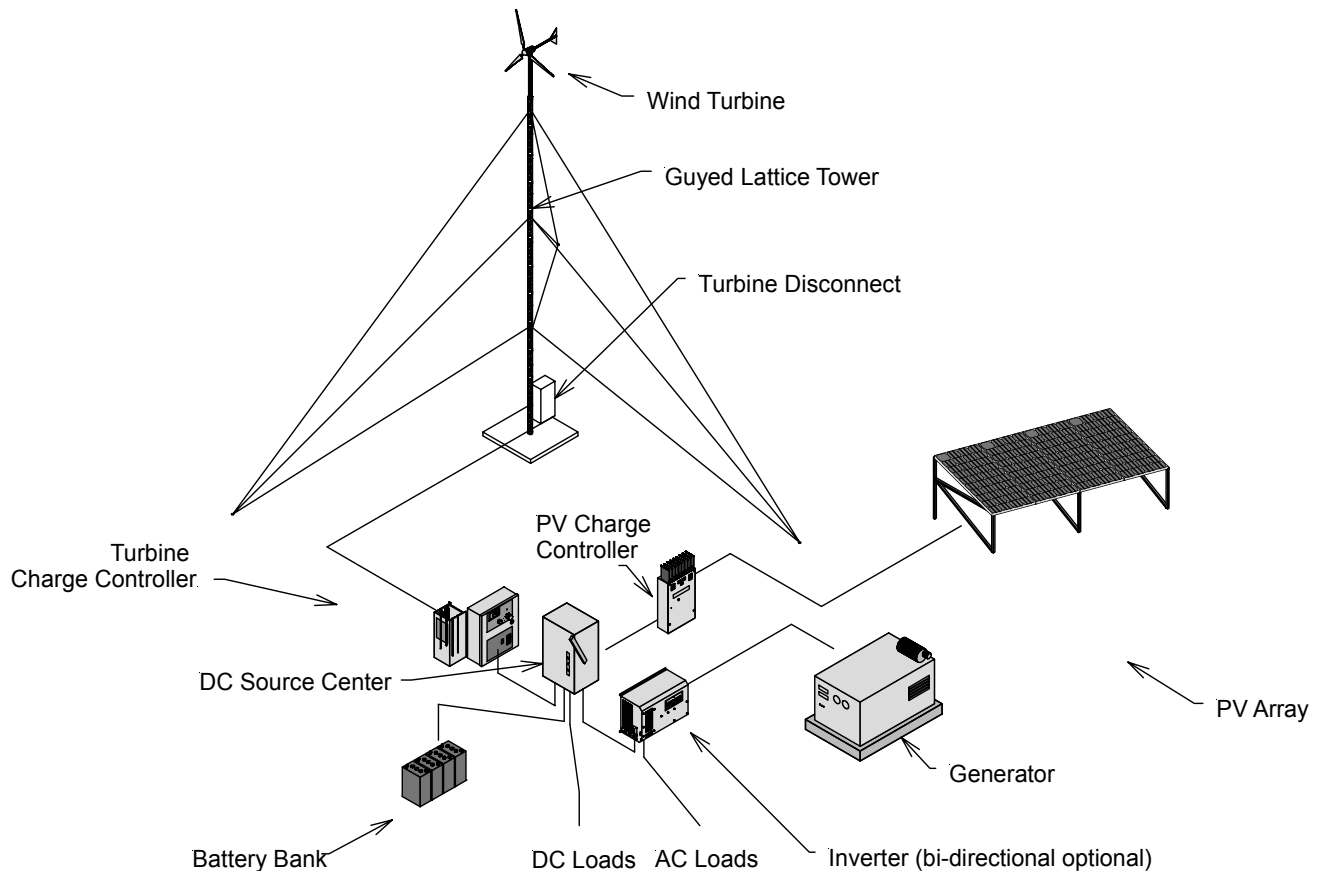 Wind Turbine
Guyed Lattice Tower
Turbine Disconnect
PV Charge
Controller
Turbine
Charge Controller
DC Source Center
PV Array
Generator
Battery Bank
DC Loads
AC Loads
Inverter (bi-directional optional)